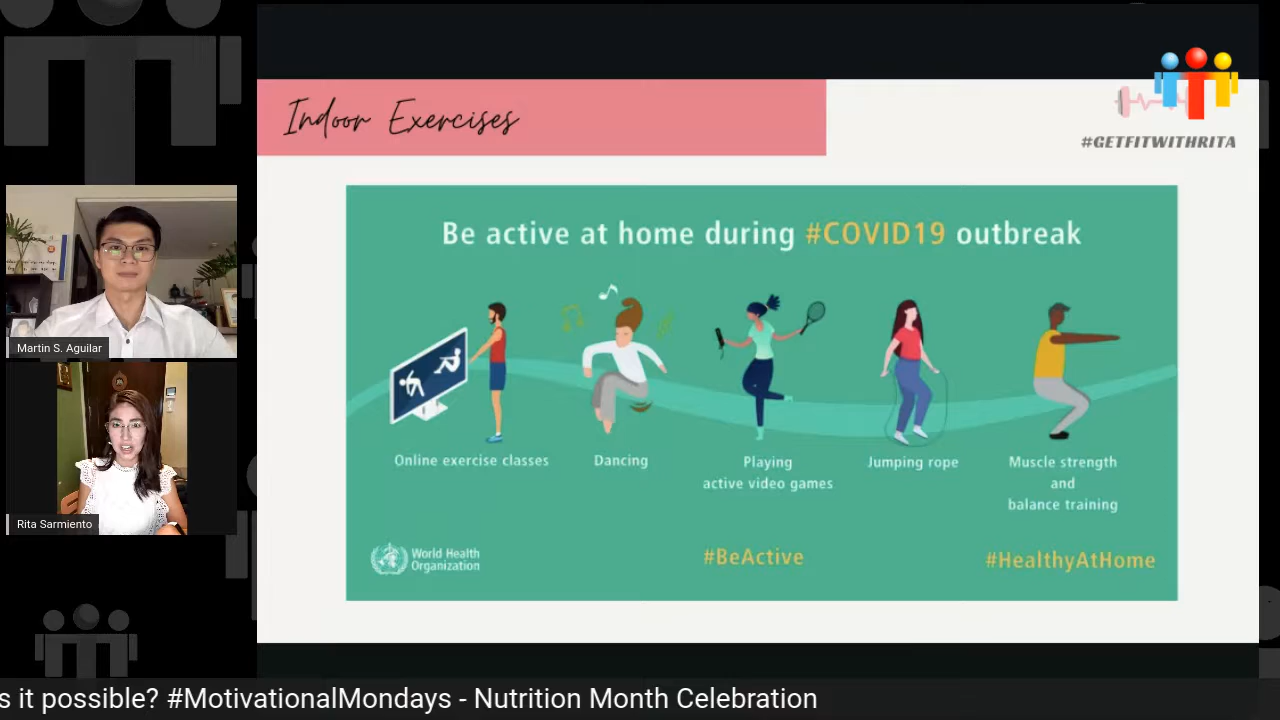 Indoor Exercises
#GETFITWITHRITA
Be active at home during #COVID19 outbreak
Online exercise classes
Dancing
Playing
active video games
Jumping rope
Muscle strength
and
balance training
World Health
Organization
#BeActive
#HealthyAtHome
Martin S. Aguilar
Rita Sarmiento
s it possible? #MotivationalMondays - Nutrition Month Celebration